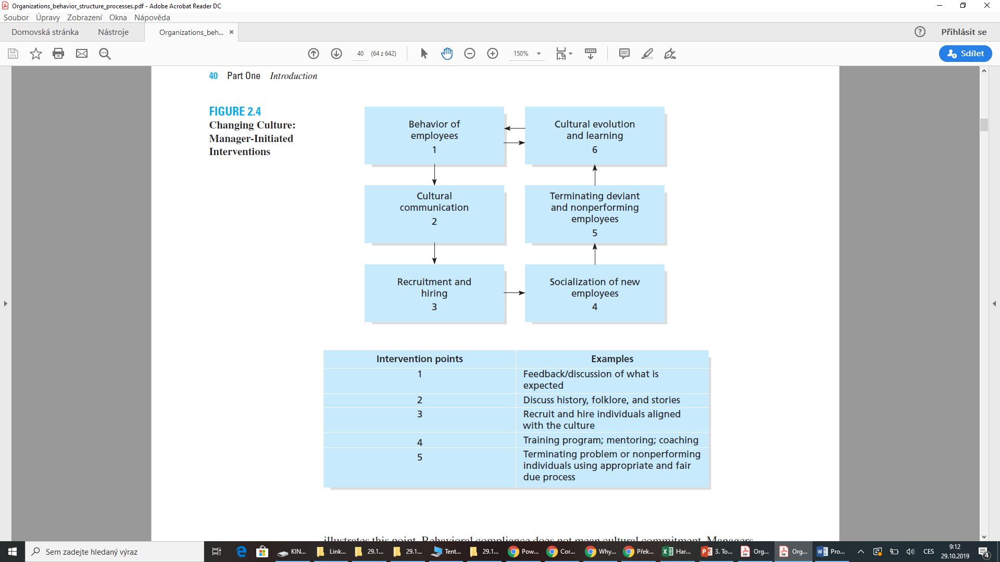 Organizations_behavior_structure_processes.pdf - Adobe Acrobat Reader DC
Soubor Úpravy Zobrazení Okna Nápověda
Domovská stránka Nástroje Organizations_beh... × Přihlásit se
40 (64 z 642) 150% Sdílet
40 Part One Introduction
FIGURE 2.4
Changing Culture:
Manager-Initiated
Interventions
Behavior of
employees
1
Cultural evolution
and learning
6
Cultural
communication
2
Terminating deviant
and nonperforming
employees
5
Recruitment and
hiring
3
Socialization of new
employees
4
Intervention points Examples
1 Feedback/discussion of what is
expected
2 Discuss history, folklore, and stories
3 Recruit and hire individuals aligned
with the culture
4 Training program; mentoring; coaching
5 Terminating problem or nonperforming
individuals using appropriate and fair
due process
illustrates this point. Behavioral compliance does not mean cultural commitment. Managers
Sem zadejte hledaný výraz KIN... Link... 29.1... 29.1... Tent... 29.1... Pow... Cor... Why... Přek... Har... 3. To... Org... Org... Pro... CES 9:12
29.10.2019 4